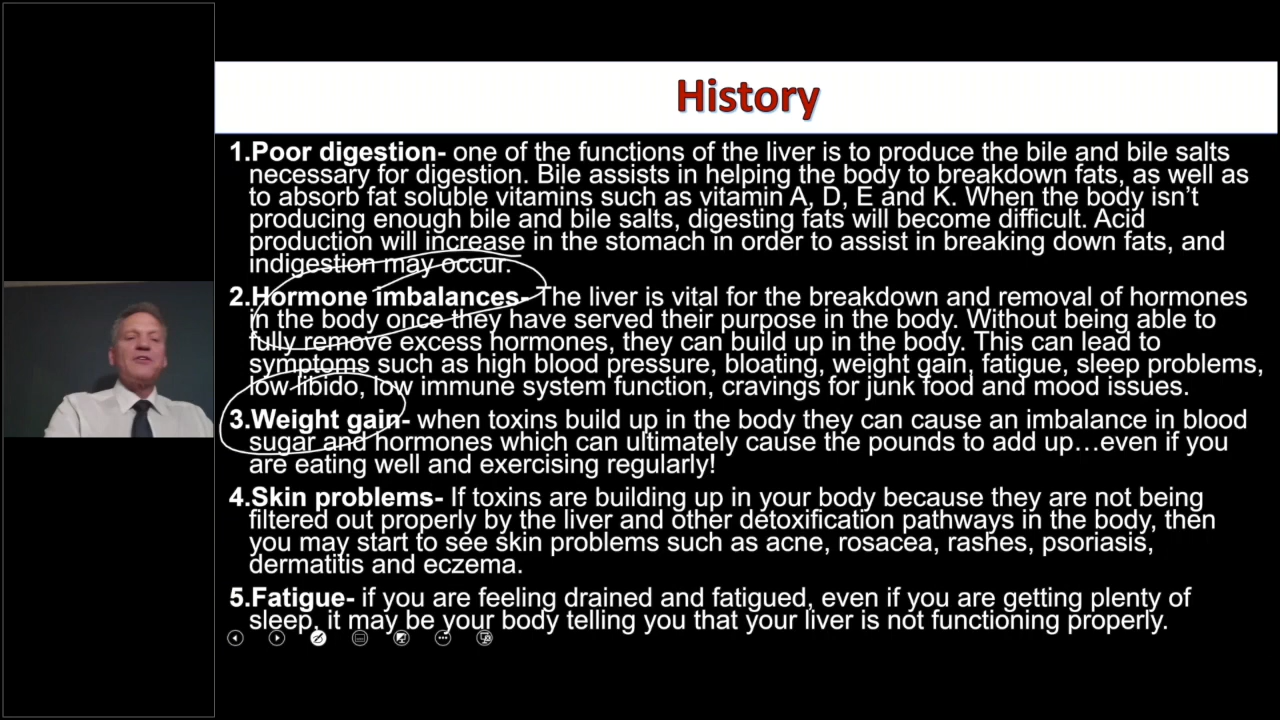 History
1.Poor digestion- one of the functions of the liver is to produce the bile and bile salts
necessary for digestion. Bile assists in helping the body to breakdown fats, as well as
to absorb fat soluble vitamins such as vitamin A, D, E and K. When the body isn’t
producing enough bile and bile salts, digesting fats will become difficult. Acid
production will increase in the stomach in order to assist in breaking down fats, and
indigestion may occur.
2.Hormone imbalances- The liver is vital for the breakdown and removal of hormones
in the body once they have served their purpose in the body. Without being able to
fully remove excess hormones, they can build up in the body. This can lead to
symptoms such as high blood pressure, bloating, weight gain, fatigue, sleep problems,
low libido, low immune system function, cravings for junk food and mood issues.
3.Weight gain- when toxins build up in the body they can cause an imbalance in blood
sugar and hormones which can ultimately cause the pounds to add up…even if you
are eating well and exercising regularly!
4.Skin problems- If toxins are building up in your body because they are not being
filtered out properly by the liver and other detoxification pathways in the body, then
you may start to see skin problems such as acne, rosacea, rashes, psoriasis,
dermatitis and eczema.
5.Fatigue- if you are feeling drained and fatigued, even if you are getting plenty of
sleep, it may be your body telling you that your liver is not functioning properly.